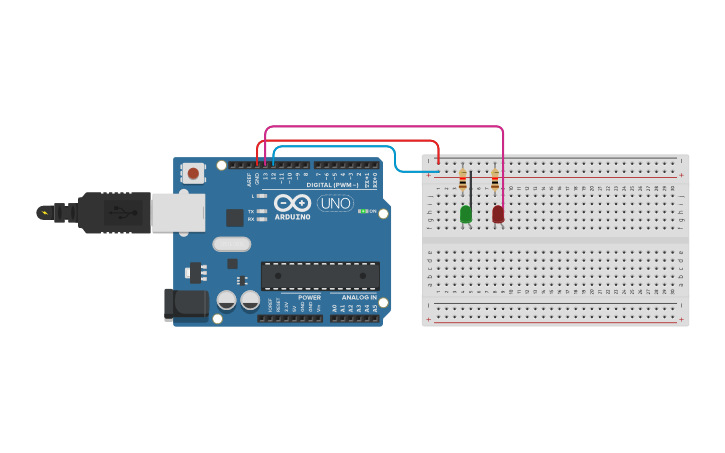 AREF
GND
13
12
~11
~10
~9
8
7
~6
~5
4
~3
2
TX→1
RX←0
DIGITAL (PWM~)
L
TX
RX
ARDUINO
UNO
ON
POWER
ANALOG IN
IOREF
RESET
3.3V
5V
GND
GND
Vin
A0
A1
A2
A3
A4
A5
j
i
h
g
f
e
d
c
b
a